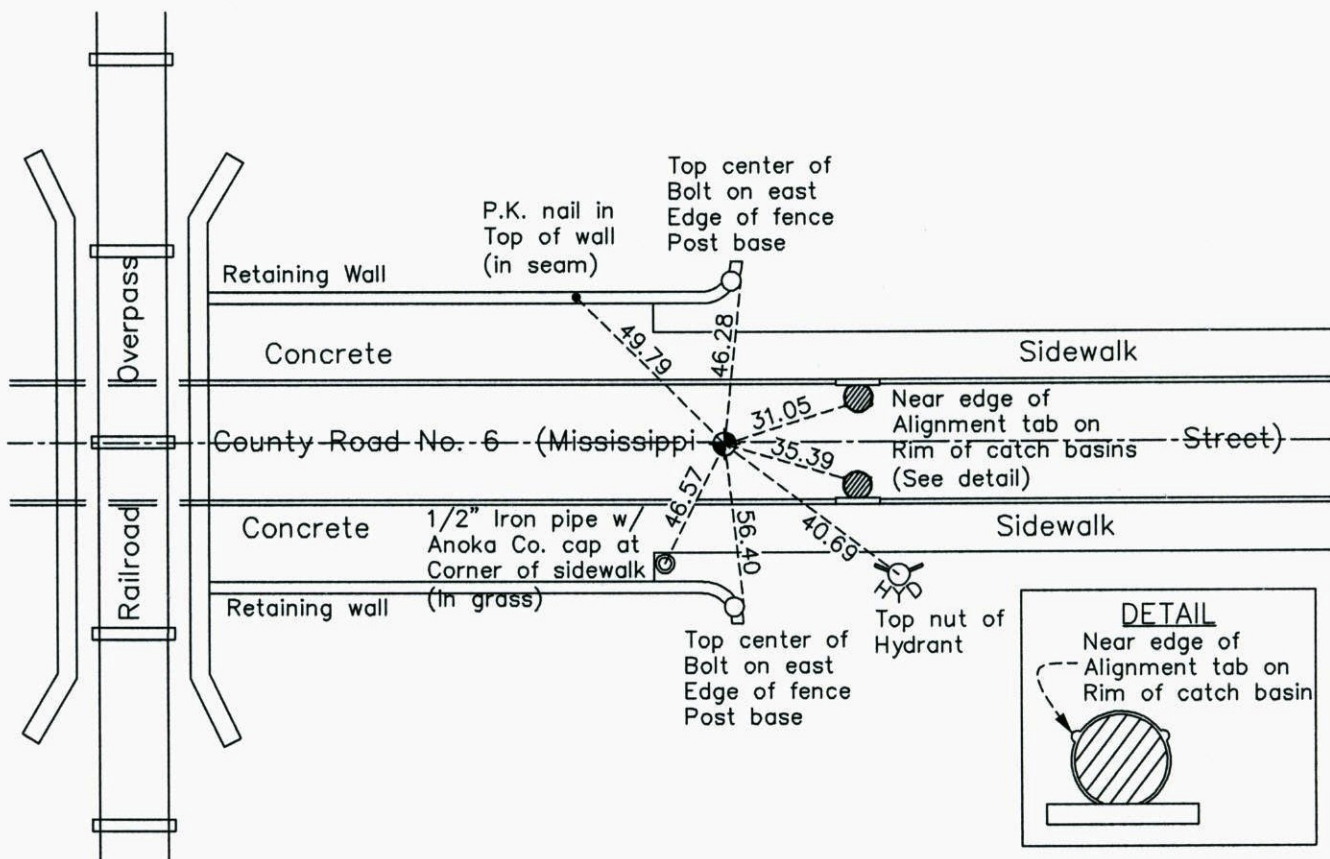 Top center of
Bolt on east
Edge of fence
Post base
P.K. nail in
Top of wall
(in seam)
Retaining Wall
Overpass
Concrete
Sidewalk
49.79
46.28
31.05
Near edge of
Alignment tab on
Rim of catch basins
(See detail)
County Road No. 6 (Mississippi Street)
35.39
46.57
56.40
40.69
Concrete
Sidewalk
1/2" Iron pipe w/
Anoka Co. cap at
Corner of sidewalk
(in grass)
Railroad
Retaining wall
HYD
Top nut of
Hydrant
Top center of
Bolt on east
Edge of fence
Post base
DETAIL
Near edge of
Alignment tab on
Rim of catch basin